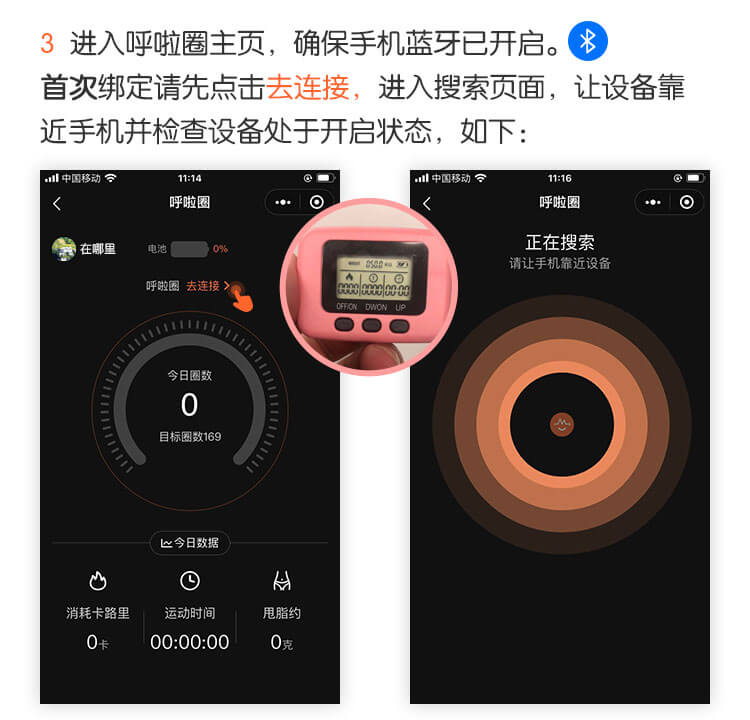 3 进入呼啦圈主页，确保手机蓝牙已开启。
首次绑定请先点击去连接，进入搜索页面，让设备靠
近手机并检查设备处于开启状态，如下：
中国移动 11:14
呼啦圈
在哪里 电池 0%
呼啦圈 去连接
今日圈数
0
目标圈数169
今日数据
消耗卡路里 运动时间 甩脂约
0卡 00:00:00 0克
OFF/ON DWON UP
中国移动 11:16
呼啦圈
正在搜索
请让手机靠近设备